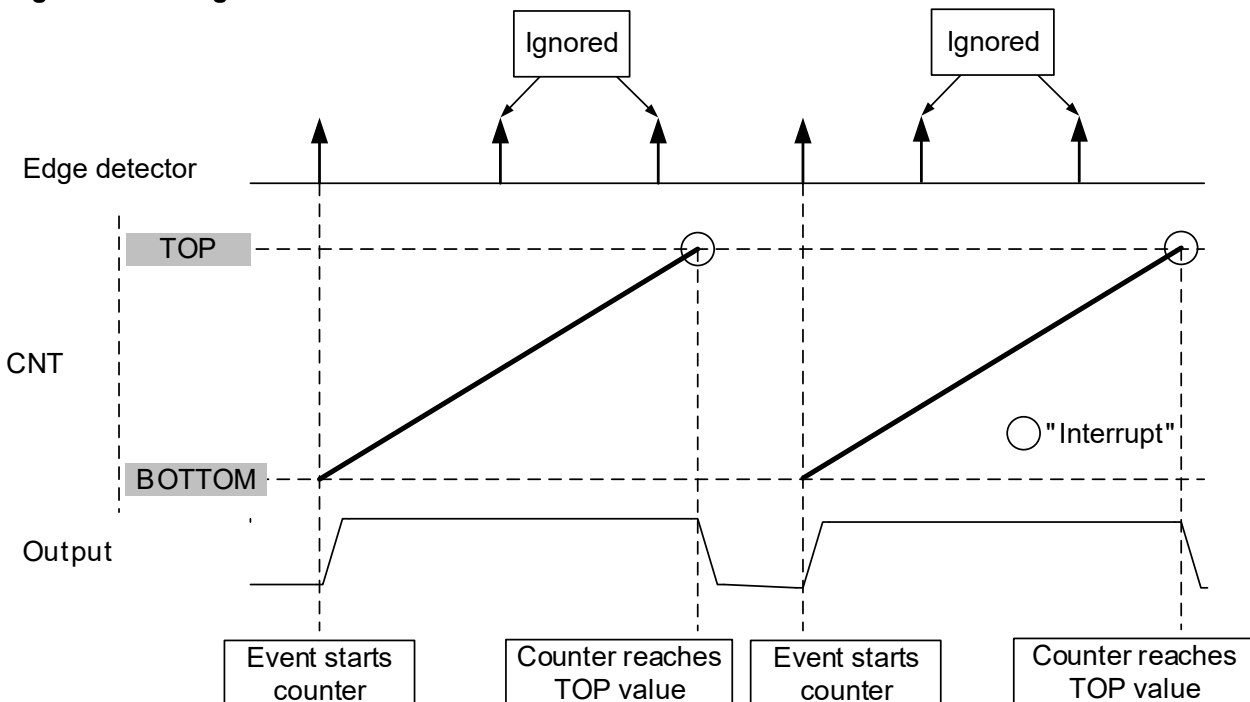 Ignored
Ignored
Edge detector
TOP
CNT
"Interrupt"
BOTTOM
Output
Event starts
counter
Counter reaches
TOP value
Event starts
counter
Counter reaches
TOP value